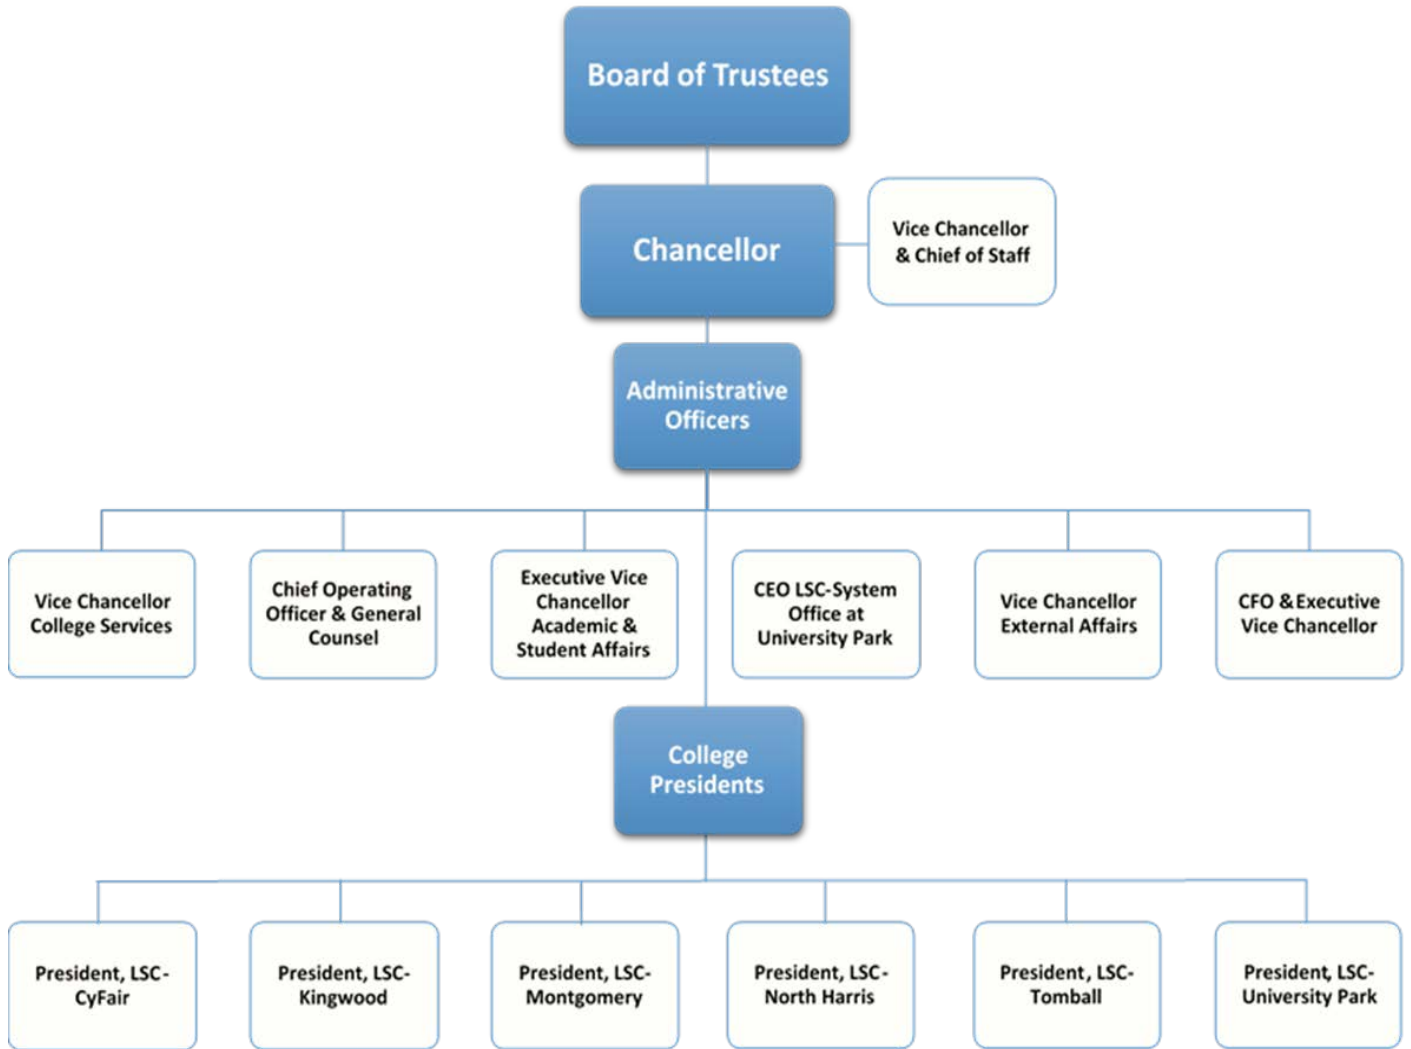 Board of Trustees
Chancellor
Vice Chancellor
& Chief of Staff
Administrative
Officers
Vice Chancellor
College Services
Chief Operating
Officer & General
Counsel
Executive Vice
Chancellor
Academic &
Student Affairs
CEO LSC-System
Office at
University Park
Vice Chancellor
External Affairs
CFO & Executive
Vice Chancellor
College
Presidents
President, LSC-
CyFair
President, LSC-
Kingwood
President, LSC-
Montgomery
President, LSC-
North Harris
President, LSC-
Tomball
President, LSC-
University Park